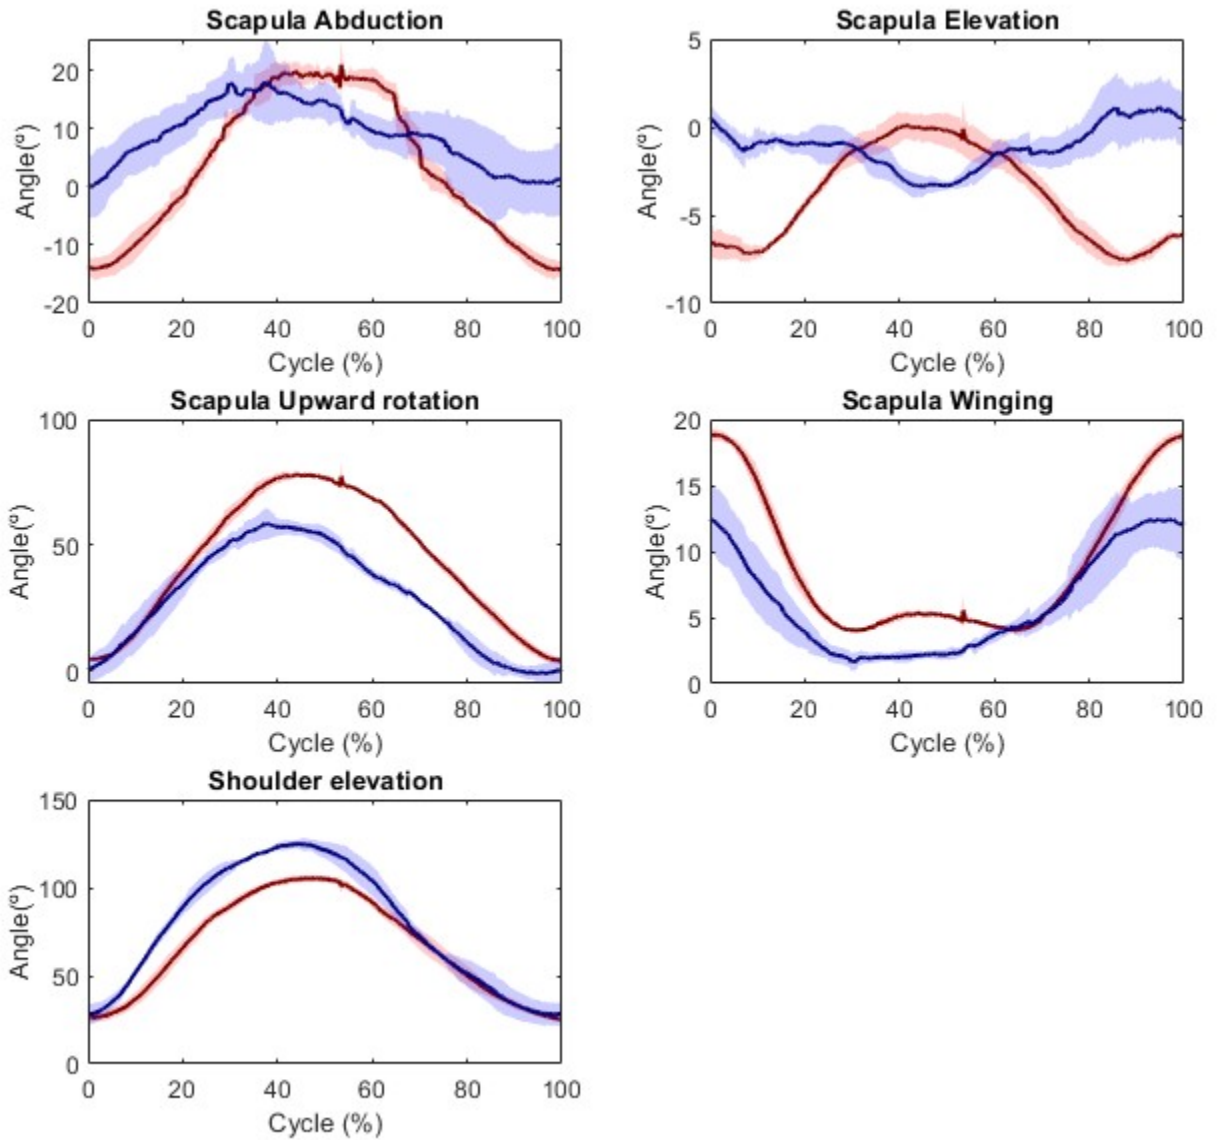 Scapula Abduction
20
10
0
-10
-20
Angle(º)
0 20 40 60 80 100
Cycle (%)
Scapula Elevation
5
0
-5
-10
Angle(º)
0 20 40 60 80 100
Cycle (%)
Scapula Upward rotation
100
50
0
Angle(º)
0 20 40 60 80 100
Cycle (%)
Scapula Winging
20
15
10
5
0
Angle(º)
0 20 40 60 80 100
Cycle (%)
Shoulder elevation
150
100
50
0
Angle(º)
0 20 40 60 80 100
Cycle (%)